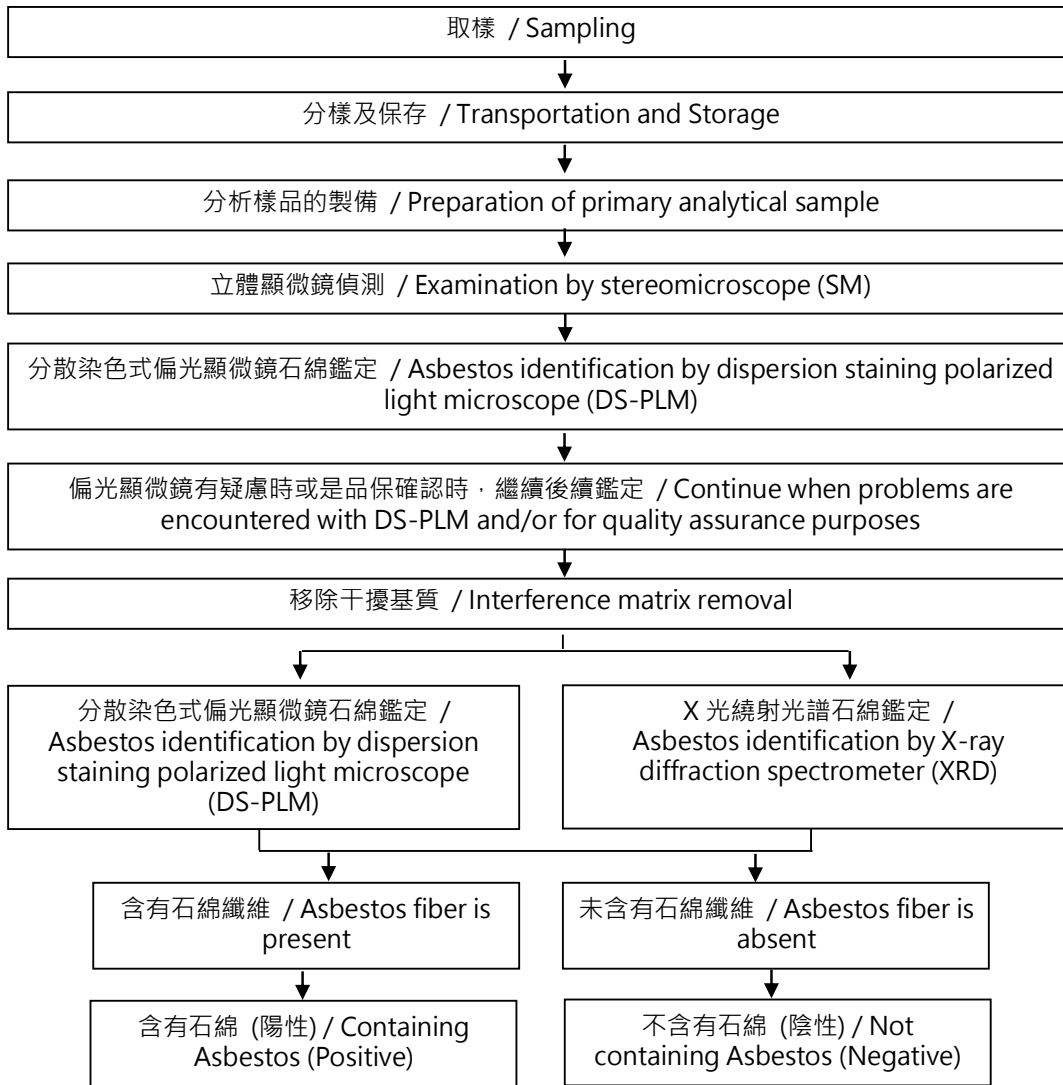 取樣 / Sampling
分樣及保存 / Transportation and Storage
分析樣品的製備 / Preparation of primary analytical sample
立體顯微鏡偵測 / Examination by stereomicroscope (SM)
分散染色式偏光顯微鏡石綿鑑定 / Asbestos identification by dispersion staining polarized
light microscope (DS-PLM)
偏光顯微鏡有疑慮時或是品保確認時，繼續後續鑑定 / Continue when problems are
encountered with DS-PLM and/or for quality assurance purposes
移除干擾基質 / Interference matrix removal
分散染色式偏光顯微鏡石綿鑑定 /
Asbestos identification by dispersion
staining polarized light microscope
(DS-PLM)
X 光繞射光譜石綿鑑定 /
Asbestos identification by X-ray
diffraction spectrometer (XRD)
含有石綿纖維 / Asbestos fiber is
present
未含有石綿纖維 / Asbestos fiber is
absent
含有石綿 (陽性) / Containing
Asbestos (Positive)
不含有石綿 (陰性) / Not
containing Asbestos (Negative)